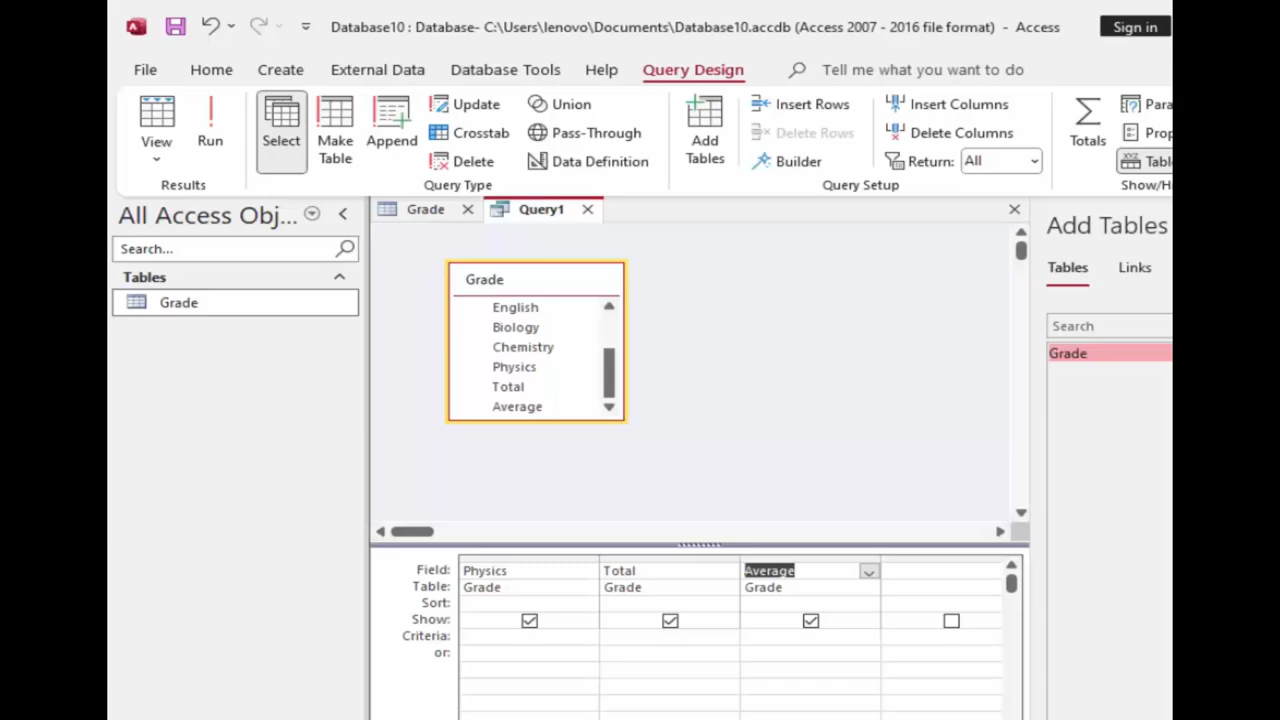 Database10 : Database- C:\Users\lenovo\Documents\Database10.accdb (Access 2007 - 2016 file format) - Access
Sign in
File Home Create External Data Database Tools Help Query Design Tell me what you want to do
View
Run
Select
Make Table
Append
Update
Crosstab
Delete
Union
Pass-Through
Data Definition
Add Tables
Insert Rows
Delete Rows
Builder
Insert Columns
Delete Columns
Return: All
Totals
Para
Prop
Table
Results
Query Type
Query Setup
Show/H
All Access Obj...
Search...
Tables
Grade
Grade
Query1
Grade
English
Biology
Chemistry
Physics
Total
Average
Add Tables
Tables Links
Search
Grade
Field: Physics Total Average
Table: Grade Grade Grade
Sort:
Show:
Criteria:
or: